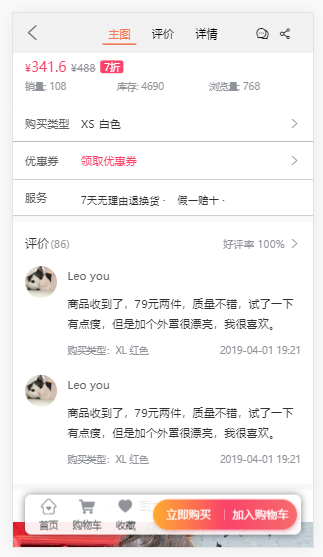 主图 评价 详情
¥341.6 ¥488 7折
销量: 108 库存: 4690 浏览量: 768
购买类型 XS 白色
优惠券 领取优惠券
服务 7天无理由退换货 · 假一赔十 ·
评价(86) 好评率 100%
Leo you
商品收到了，79元两件，质量不错，试了一下
有点瘦，但是加个外罩很漂亮，我很喜欢。
购买类型：XL 红色 2019-04-01 19:21
Leo you
商品收到了，79元两件，质量不错，试了一下
有点瘦，但是加个外罩很漂亮，我很喜欢。
购买类型：XL 红色 2019-04-01 19:21
首页 购物车 收藏 立即购买 加入购物车